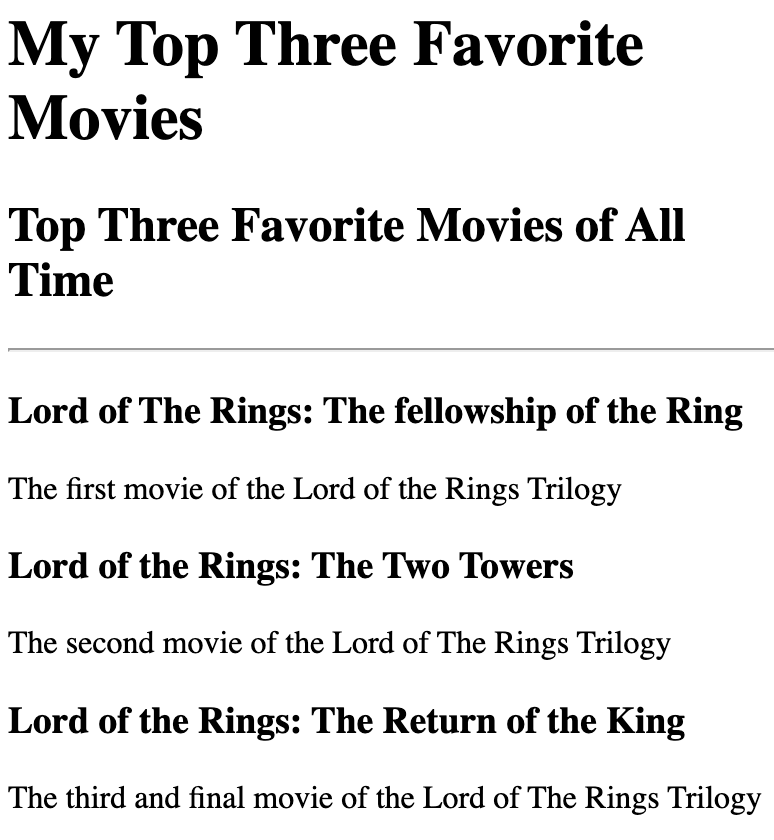 My Top Three Favorite
Movies
Top Three Favorite Movies of All
Time
Lord of The Rings: The fellowship of the Ring
The first movie of the Lord of the Rings Trilogy
Lord of the Rings: The Two Towers
The second movie of the Lord of The Rings Trilogy
Lord of the Rings: The Return of the King
The third and final movie of the Lord of The Rings Trilogy